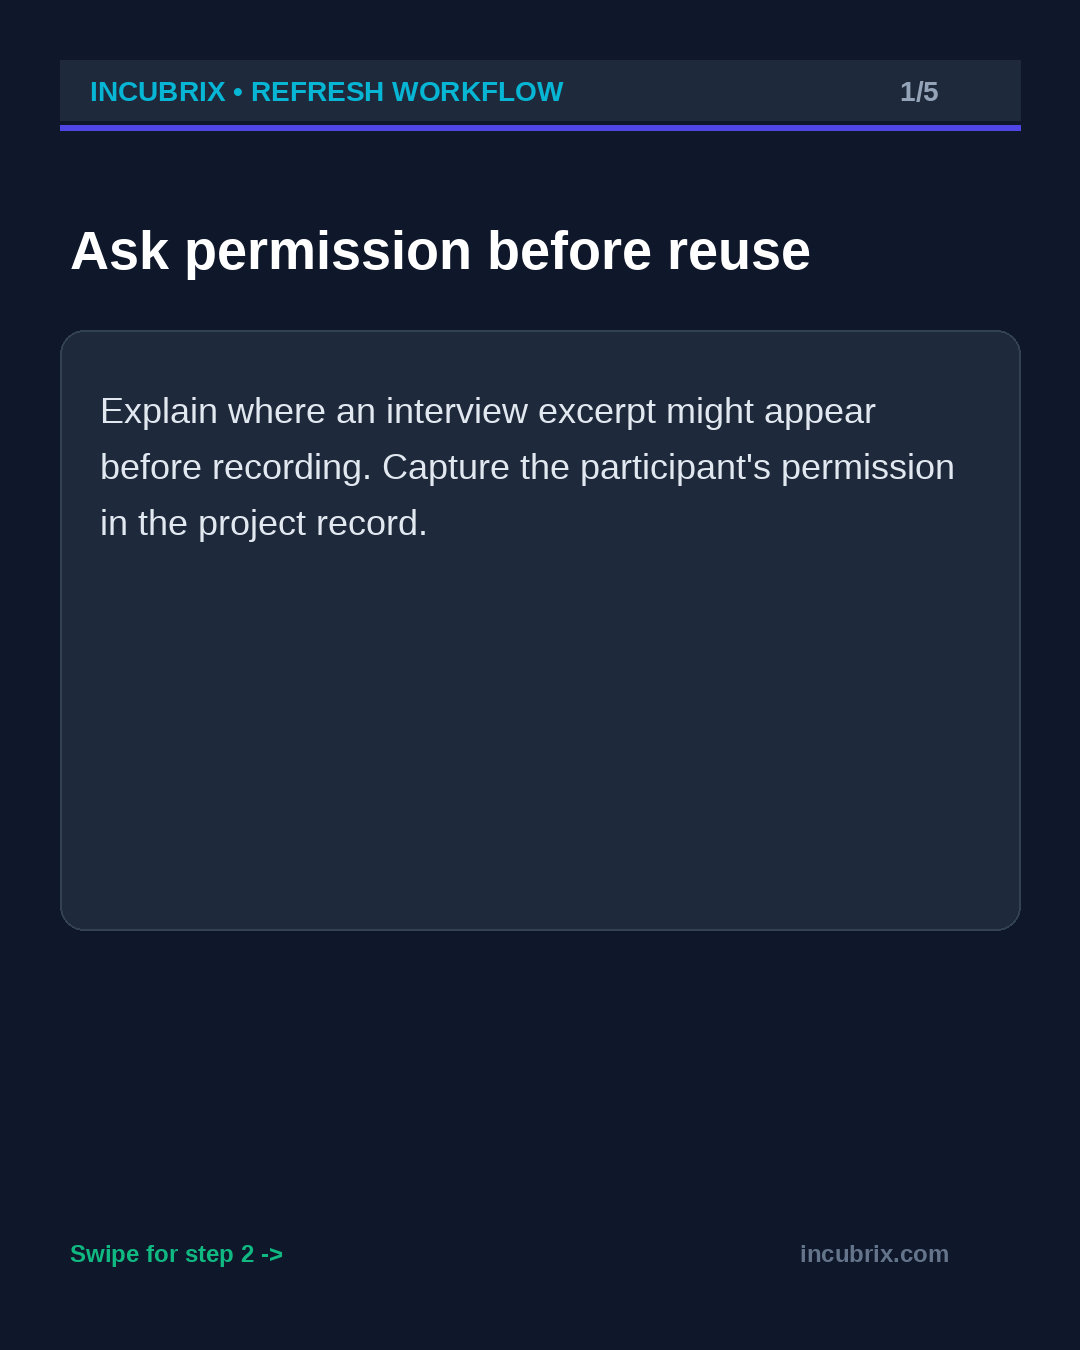 INCUBRIX • REFRESH WORKFLOW 1/5
Ask permission before reuse
Explain where an interview excerpt might appear
before recording. Capture the participant's permission
in the project record.
Swipe for step 2 -> incubrix.com